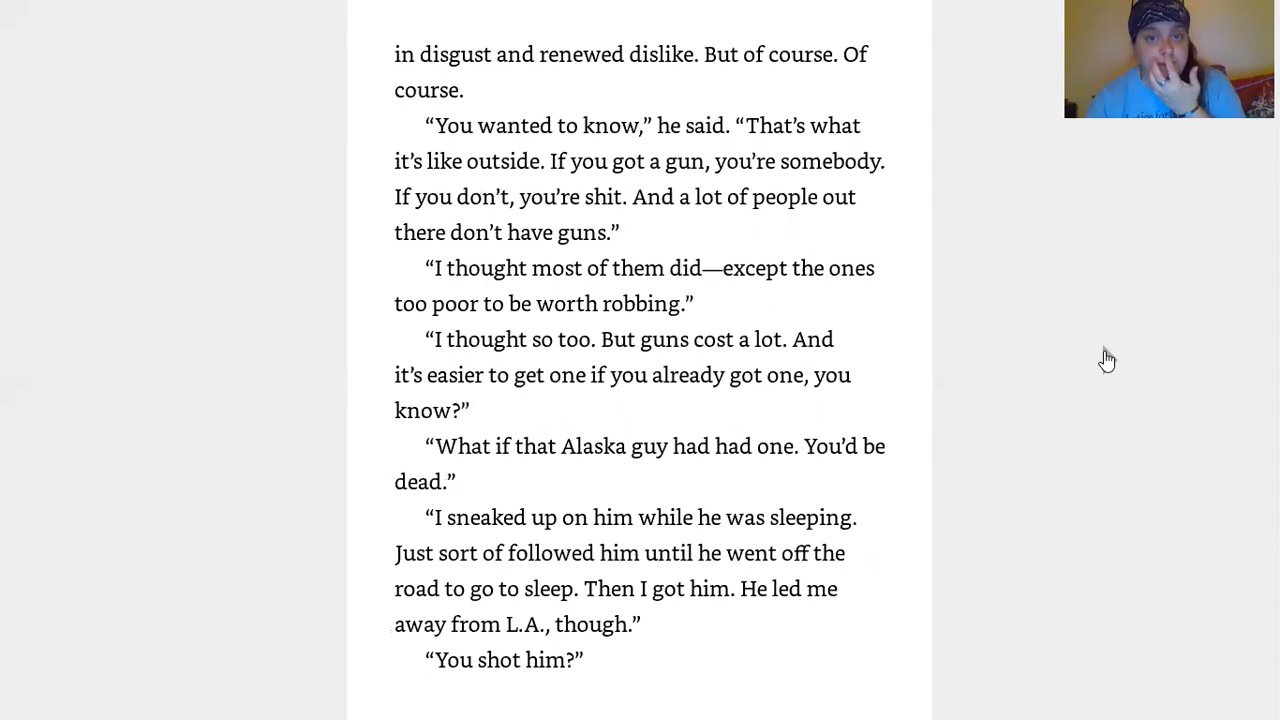 in disgust and renewed dislike. But of course. Of
course.
“You wanted to know,” he said. “That’s what
it’s like outside. If you got a gun, you’re somebody.
If you don’t, you’re shit. And a lot of people out
there don’t have guns.”
“I thought most of them did—except the ones
too poor to be worth robbing.”
“I thought so too. But guns cost a lot. And
it’s easier to get one if you already got one, you
know?”
“What if that Alaska guy had had one. You’d be
dead.”
“I sneaked up on him while he was sleeping.
Just sort of followed him until he went off the
road to go to sleep. Then I got him. He led me
away from L.A., though.”
“You shot him?”